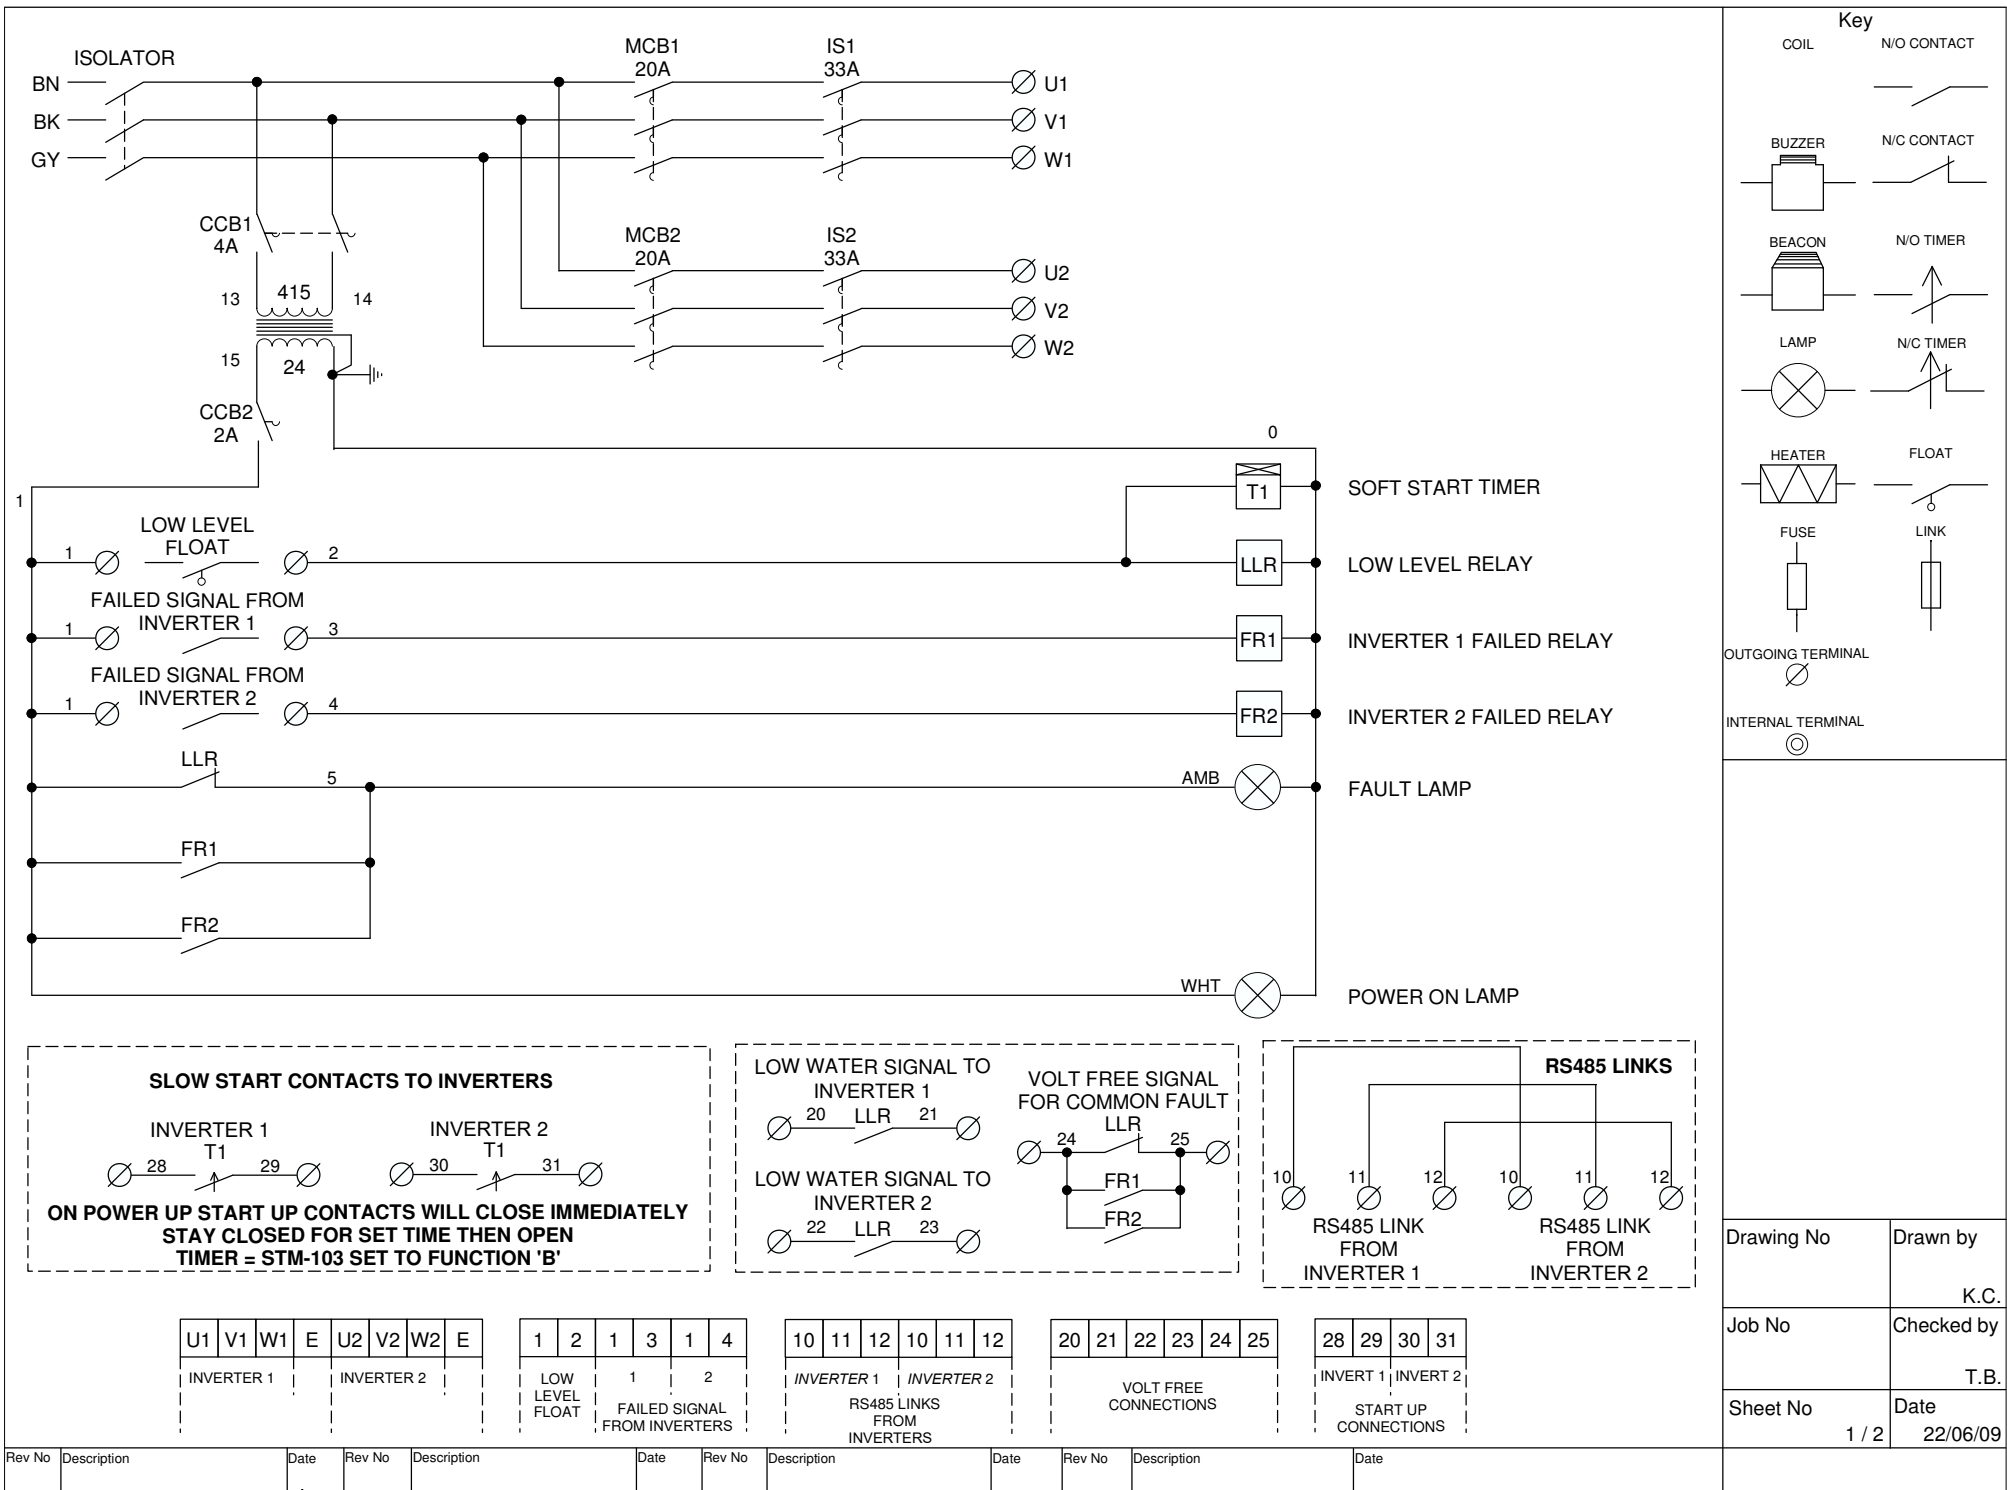 ISOLATOR
BN
BK
GY
MCB1
20A
IS1
33A
U1
V1
W1
CCB1
4A
MCB2
20A
IS2
33A
U2
V2
W2
13
415
14
15
24
CCB2
2A
0
1
T1
SOFT START TIMER
LOW LEVEL
FLOAT
1
2
LLR
LOW LEVEL RELAY
FAILED SIGNAL FROM
INVERTER 1
1
3
FR1
INVERTER 1 FAILED RELAY
FAILED SIGNAL FROM
INVERTER 2
1
4
FR2
INVERTER 2 FAILED RELAY
LLR
5
AMB
FAULT LAMP
FR1
FR2
WHT
POWER ON LAMP
SLOW START CONTACTS TO INVERTERS
INVERTER 1
T1
28
29
INVERTER 2
T1
30
31
ON POWER UP START UP CONTACTS WILL CLOSE IMMEDIATELY
STAY CLOSED FOR SET TIME THEN OPEN
TIMER = STM-103 SET TO FUNCTION 'B'
LOW WATER SIGNAL TO
INVERTER 1
20
LLR
21
LOW WATER SIGNAL TO
INVERTER 2
22
LLR
23
VOLT FREE SIGNAL
FOR COMMON FAULT
LLR
24
25
FR1
FR2
RS485 LINKS
10
11
12
10
11
12
RS485 LINK
FROM
INVERTER 1
RS485 LINK
FROM
INVERTER 2
U1 V1 W1 E U2 V2 W2 E
INVERTER 1
INVERTER 2
1 2 1 3 1 4
LOW
LEVEL
FLOAT
1
2
FAILED SIGNAL
FROM INVERTERS
10 11 12 10 11 12
INVERTER 1
INVERTER 2
RS485 LINKS
FROM
INVERTERS
20 21 22 23 24 25
VOLT FREE
CONNECTIONS
28 29 30 31
INVERT 1
INVERT 2
START UP
CONNECTIONS
Key
COIL
N/O CONTACT
BUZZER
N/C CONTACT
BEACON
N/O TIMER
LAMP
N/C TIMER
HEATER
FLOAT
FUSE
LINK
OUTGOING TERMINAL
INTERNAL TERMINAL
Drawing No
Drawn by
K.C.
Job No
Checked by
T.B.
Sheet No
1 / 2
Date
22/06/09
Rev No Description Date Rev No Description Date Rev No Description Date Rev No Description Date